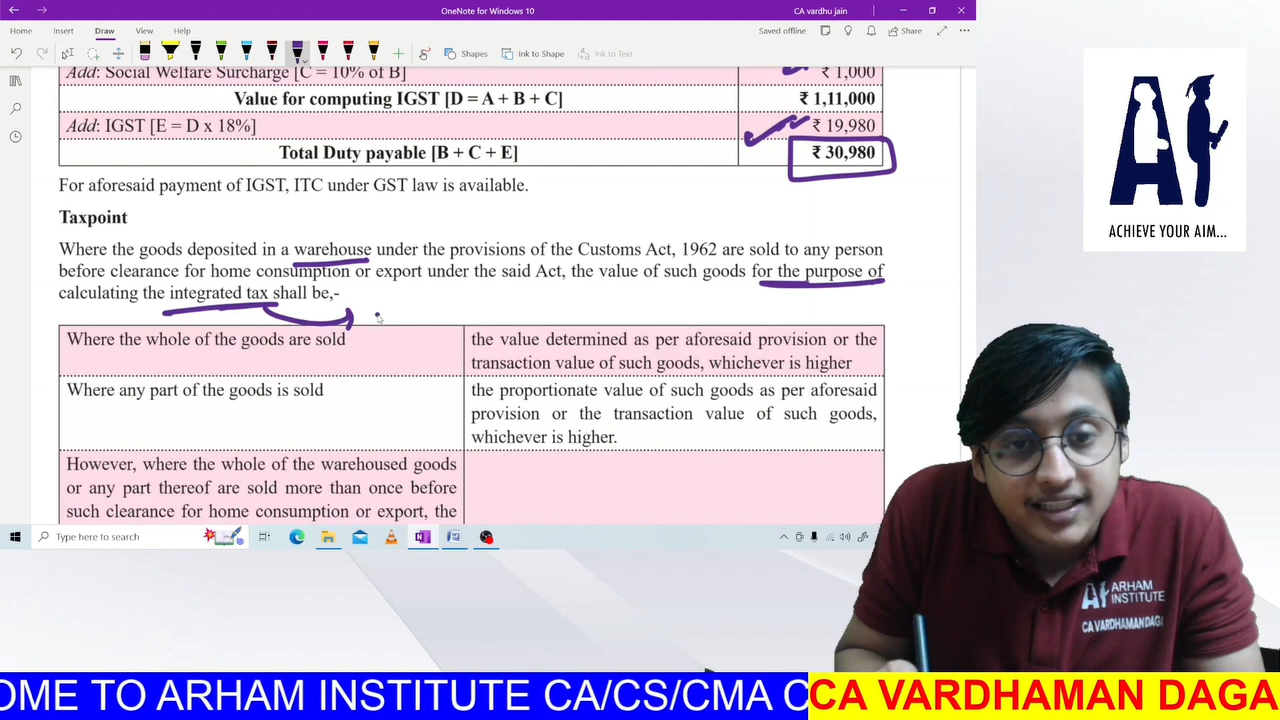 OneNote for Windows 10
CA vardhu jain
Home Insert Draw View Help
Saved offline
Share
Shapes
Ink to Shape
Ink to Text
Add: Social Welfare Surcharge [C = 10% of B] ₹ 1,000
Value for computing IGST [D = A + B + C] ₹ 1,11,000
Add: IGST [E = D x 18%] ₹ 19,980
Total Duty payable [B + C + E] ₹ 30,980
For aforesaid payment of IGST, ITC under GST law is available.
Taxpoint
Where the goods deposited in a warehouse under the provisions of the Customs Act, 1962 are sold to any person
before clearance for home consumption or export under the said Act, the value of such goods for the purpose of
calculating the integrated tax shall be,-
Where the whole of the goods are sold
the value determined as per aforesaid provision or the
transaction value of such goods, whichever is higher
Where any part of the goods is sold
the proportionate value of such goods as per aforesaid
provision or the transaction value of such goods,
whichever is higher.
However, where the whole of the warehoused goods
or any part thereof are sold more than once before
such clearance for home consumption or export, the
Type here to search
ACHIEVE YOUR AIM...
ARHAM
INSTITUTE
CA VARDHAMAN DAGA
OME TO ARHAM INSTITUTE CA/CS/CMA C
CA VARDHAMAN DAGA